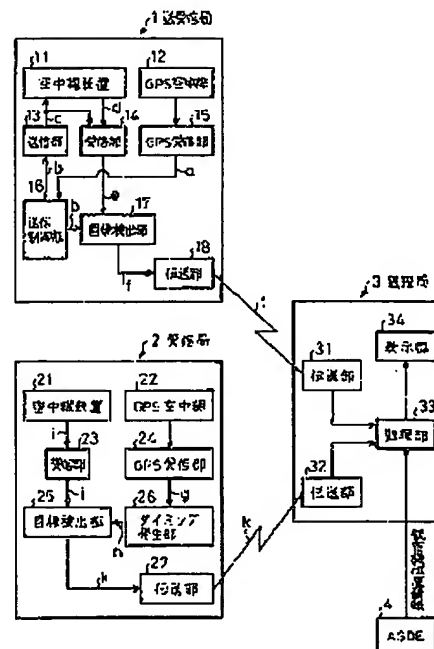 1 送受信局
11
空中線装置
12
GPS空中線
c
d
13
送信部
14
受信部
15
GPS受信部
b
e
a
16
送信制御部
b
17
目標検出部
f
18
伝送部
2 受信局
21
空中線装置
22
GPS空中線
i
23
受信部
24
GPS受信部
j
g
25
目標検出部
h
26
タイミング発生部
k
27
伝送部
k
3 処理局
31
伝送部
34
表示部
33
処理部
32
伝送部
4
ASDE